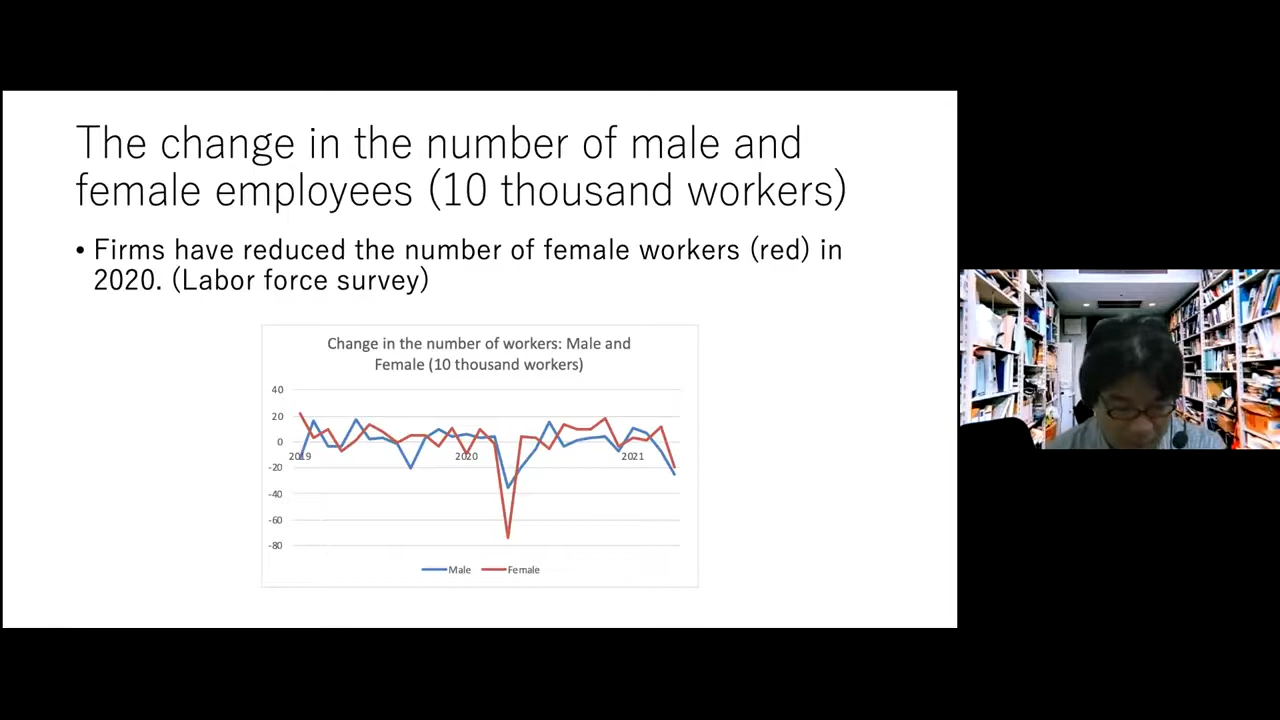 The change in the number of male and
female employees (10 thousand workers)
• Firms have reduced the number of female workers (red) in
2020. (Labor force survey)
Change in the number of workers: Male and
Female (10 thousand workers)
40
20
0
2019 2020 2021
-20
-40
-60
-80
Male Female